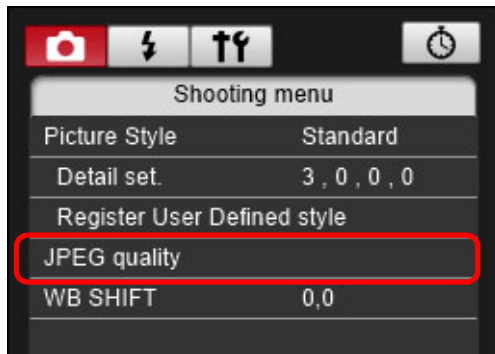 Shooting menu
Picture Style Standard
Detail set. 3 , 0 , 0 , 0
Register User Defined style
JPEG quality
WB SHIFT 0,0